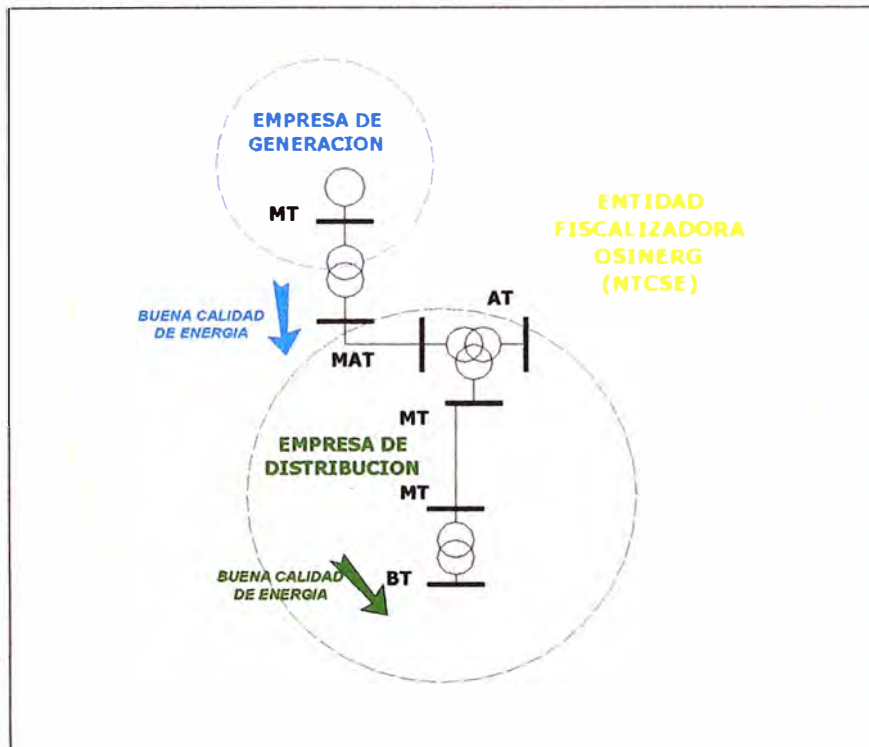 EMPRESA DE
GENERACION
MT
ENTIDAD
FISCALIZADORA
OSINERG
(NTCSE)
BUENA CALIDAD
DE ENERGIA
AT
MAT
MT
EMPRESA DE
DISTRIBUCION
MT
BUENA CALIDAD
DE ENERGIA
BT